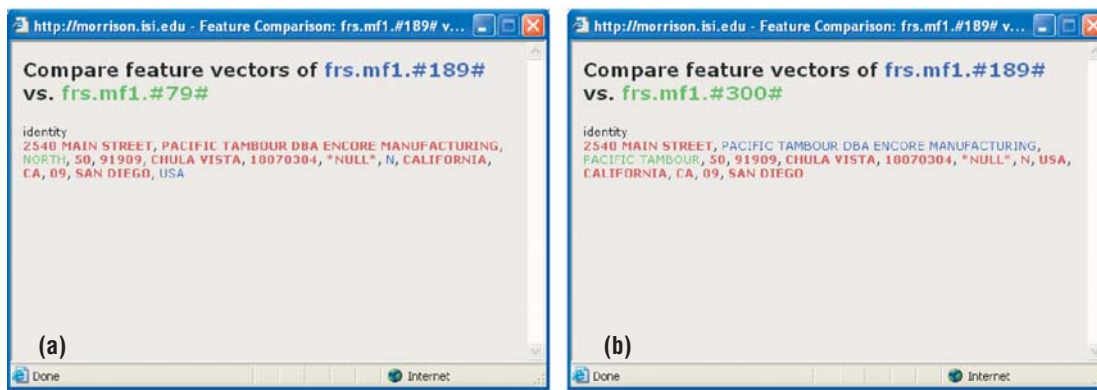 http://morrison.isi.edu - Feature Comparison: frs.mf1.#189# v...
Compare feature vectors of frs.mf1.#189#
vs. frs.mf1.#79#
identity
2540 MAIN STREET, PACIFIC TAMBOUR DBA ENCORE MANUFACTURING,
NORTH, 50, 91909, CHULA VISTA, 18070304, *NULL*, N, CALIFORNIA,
CA, 09, SAN DIEGO, USA
(a)
Done
Internet
http://morrison.isi.edu - Feature Comparison: frs.mf1.#189# v...
Compare feature vectors of frs.mf1.#189#
vs. frs.mf1.#300#
identity
2540 MAIN STREET, PACIFIC TAMBOUR DBA ENCORE MANUFACTURING,
PACIFIC TAMBOUR, 50, 91909, CHULA VISTA, 18070304, *NULL*, N, USA,
CALIFORNIA, CA, 09, SAN DIEGO
(b)
Done
Internet